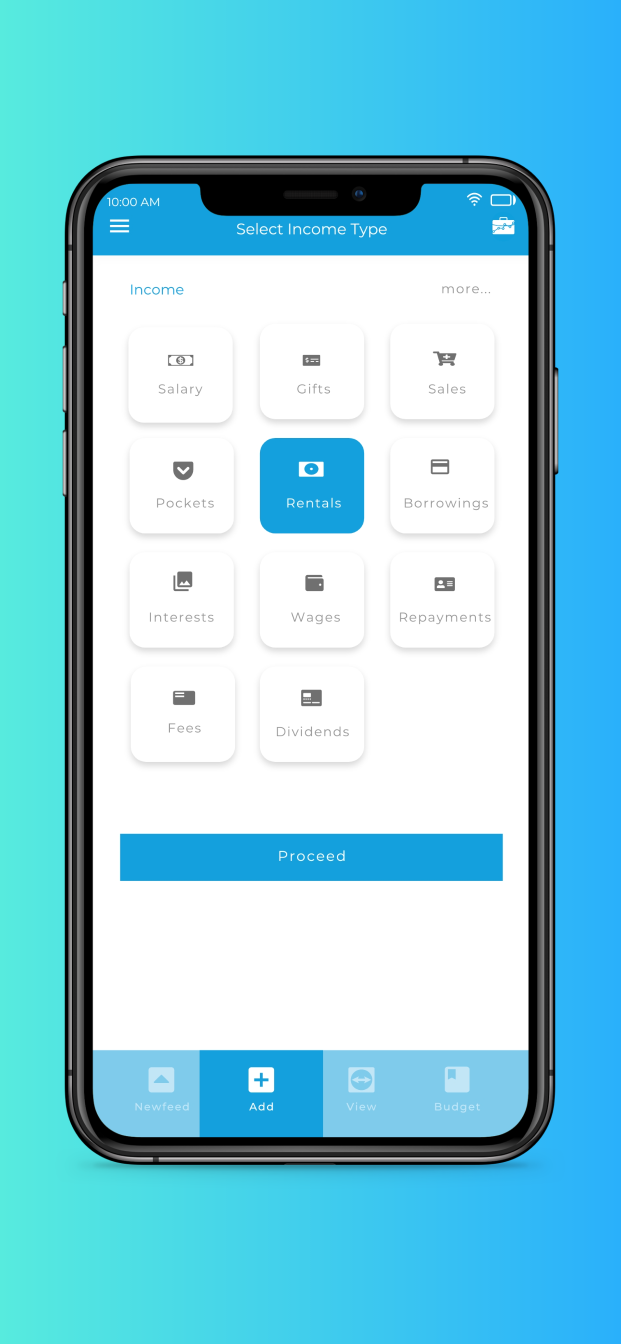 10:00 AM
Select Income Type
Income more...
Salary Gifts Sales
Pockets Rentals Borrowings
Interests Wages Repayments
Fees Dividends
Proceed
Newfeed Add View Budget